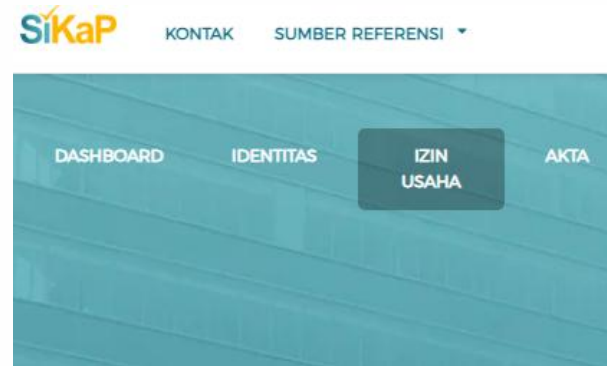 SiKaP KONTAK SUMBER REFERENSI
DASHBOARD IDENTITAS IZIN USAHA AKTA